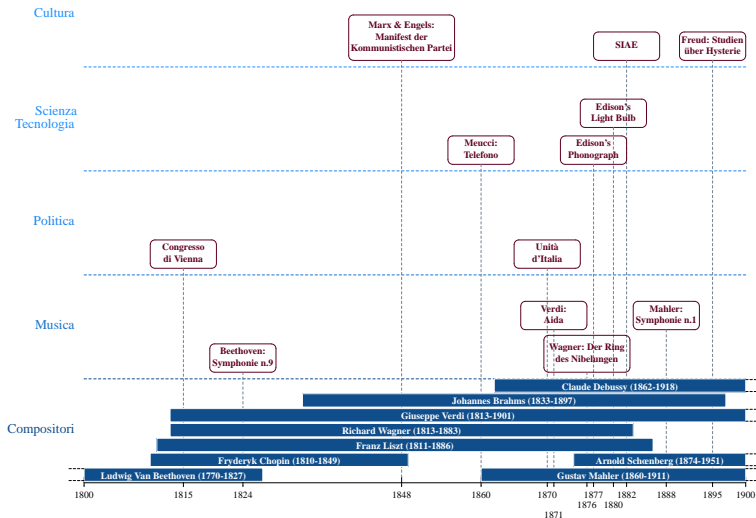 Cultura
Marx & Engels:
Manifest der
Kommunistischen Partei
SIAE
Freud: Studien
über Hysterie
Scienza
Tecnologia
Edison's
Light Bulb
Meucci:
Telefono
Edison's
Phonograph
Politica
Congresso
di Vienna
Unità
d'Italia
Musica
Verdi:
Aida
Mahler:
Symphonie n.1
Beethoven:
Symphonie n.9
Wagner: Der Ring
des Nibelungen
Compositori
Claude Debussy (1862-1918)
Johannes Brahms (1833-1897)
Giuseppe Verdi (1813-1901)
Richard Wagner (1813-1883)
Franz Liszt (1811-1886)
Fryderyk Chopin (1810-1849)
Arnold Schenberg (1874-1951)
Ludwig Van Beethoven (1770-1827)
Gustav Mahler (1860-1911)
1800 1815 1824 1848 1860 1870 1877 1882 1888 1895 1900
1876 1880
1871